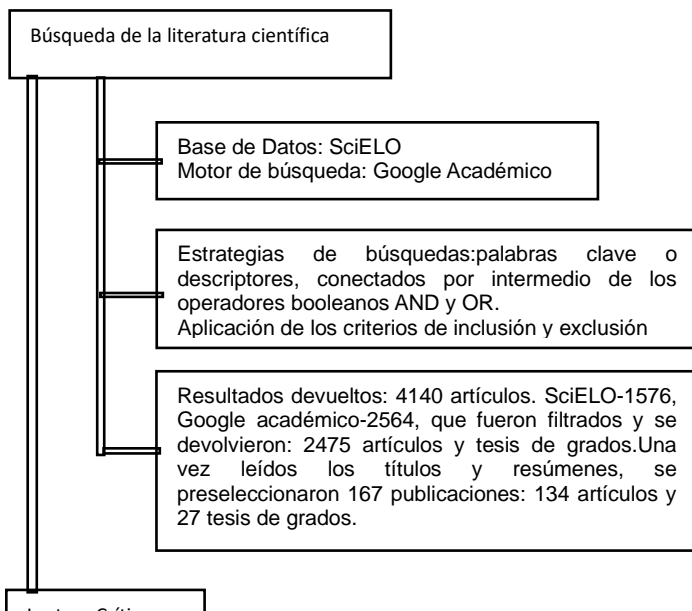 Búsqueda de la literatura científica
Base de Datos: SciELO
Motor de búsqueda: Google Académico
Estrategias de búsquedas:palabras clave o
descriptores, conectados por intermedio de los
operadores booleanos AND y OR.
Aplicación de los criterios de inclusión y exclusión
Resultados devueltos: 4140 artículos. SciELO-1576,
Google académico-2564, que fueron filtrados y se
devolvieron: 2475 artículos y tesis de grados.Una
vez leídos los títulos y resúmenes, se
preseleccionaron 167 publicaciones: 134 artículos y
27 tesis de grados.